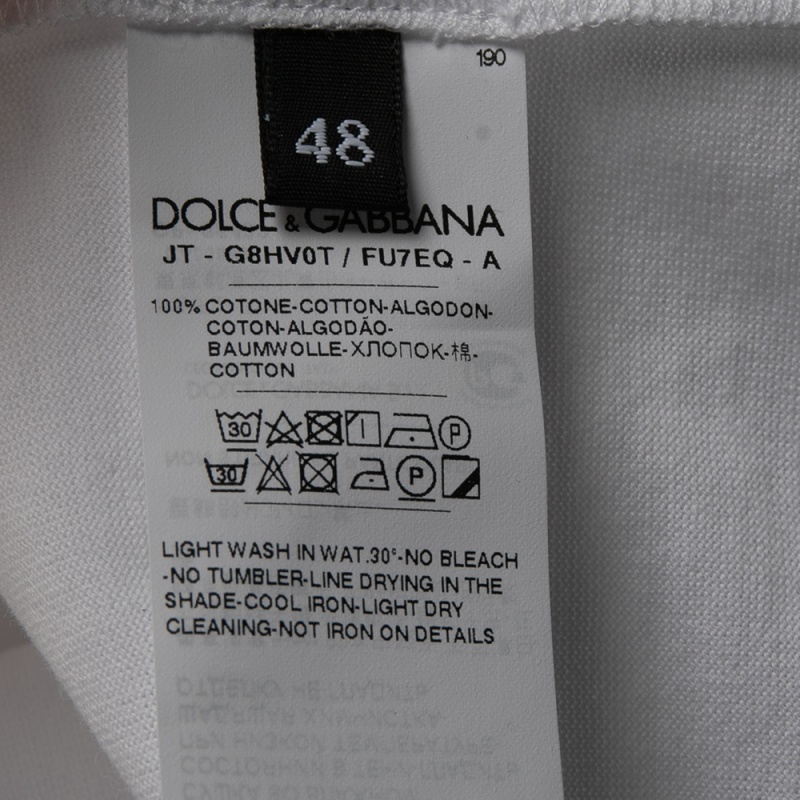 190
48
DOLCE & GABBANA
JT - G8HV0T / FU7EQ - A
100% COTONE-COTTON-ALGODON-
COTON-ALGODÃO-
BAUMWOLLE-ХЛОПОК-棉-
COTTON
30 P
30 P
LIGHT WASH IN WAT.30°-NO BLEACH
-NO TUMBLER-LINE DRYING IN THE
SHADE-COOL IRON-LIGHT DRY
CLEANING-NOT IRON ON DETAILS